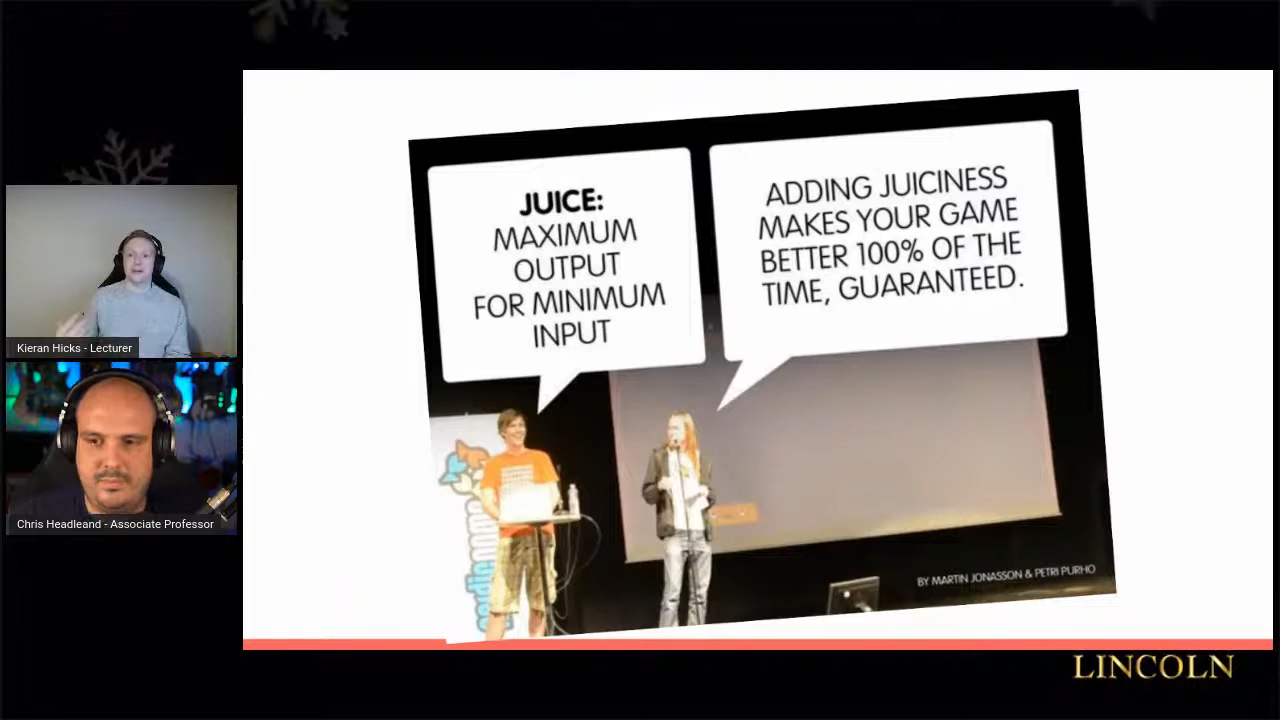 JUICE:
MAXIMUM
OUTPUT
FOR MINIMUM
INPUT
ADDING JUICINESS
MAKES YOUR GAME
BETTER 100% OF THE
TIME, GUARANTEED.
BY MARTIN JONASSON & PETRI PURHO
Kieran Hicks - Lecturer
Chris Headleand - Associate Professor
LINCOLN